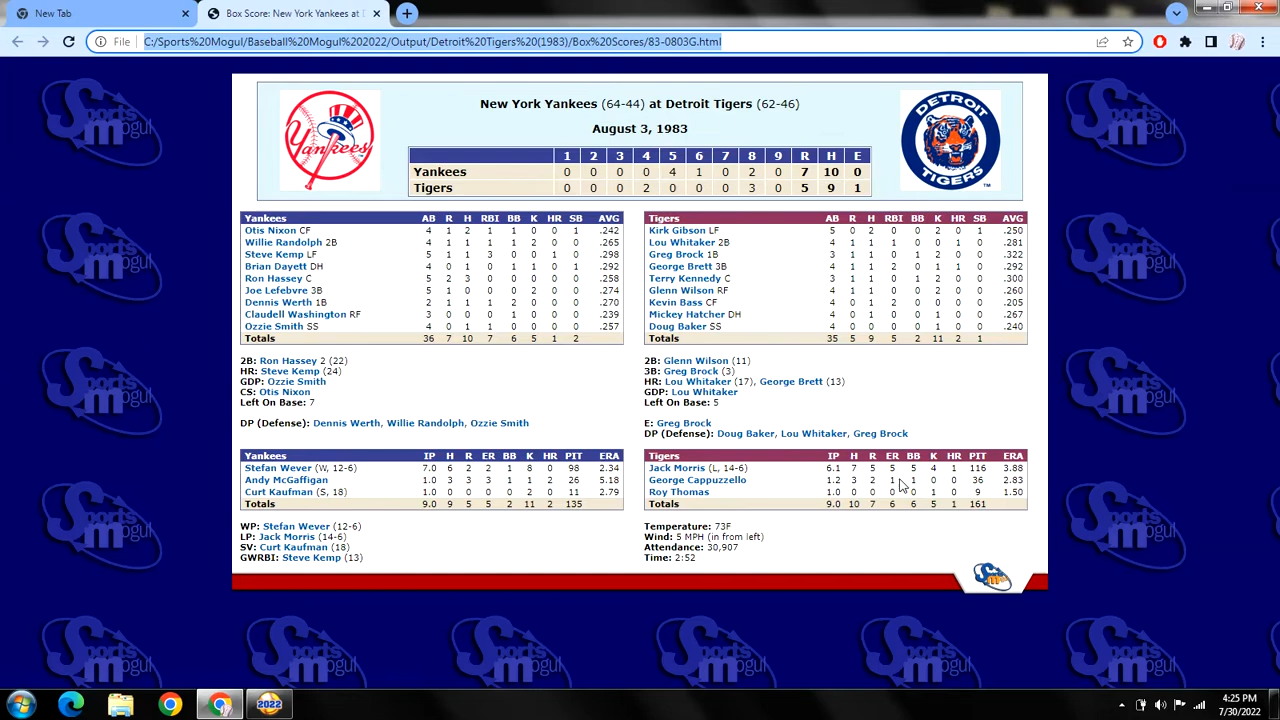 New Tab × Box Score: New York Yankees at D × +
File C:/Sports%20Mogul/Baseball%20Mogul%202022/Output/Detroit%20Tigers%20(1983)/Box%20Scores/83-0803G.html
Yankees
DETROIT TIGERS TM
New York Yankees (64-44) at Detroit Tigers (62-46)
August 3, 1983
1 2 3 4 5 6 7 8 9 R H E
Yankees 0 0 0 0 4 1 0 2 0 7 10 0
Tigers 0 0 0 2 0 0 0 3 0 5 9 1
Yankees AB R H RBI BB K HR SB AVG
Otis Nixon CF 4 1 2 1 1 0 0 1 .242
Willie Randolph 2B 4 1 1 1 1 2 0 0 .265
Steve Kemp LF 5 1 1 3 0 0 1 0 .298
Brian Dayett DH 4 0 1 0 1 1 0 1 .292
Ron Hassey C 5 2 3 0 0 0 0 0 .258
Joe Lefebvre 3B 5 1 0 0 0 2 0 0 .274
Dennis Werth 1B 2 1 1 1 2 0 0 0 .270
Claudell Washington RF 3 0 0 0 1 0 0 0 .239
Ozzie Smith SS 4 0 1 1 0 0 0 0 .257
Totals 36 7 10 7 6 5 1 2
2B: Ron Hassey 2 (22)
HR: Steve Kemp (24)
GDP: Ozzie Smith
CS: Otis Nixon
Left On Base: 7
DP (Defense): Dennis Werth, Willie Randolph, Ozzie Smith
Tigers AB R H RBI BB K HR SB AVG
Kirk Gibson LF 5 0 2 0 0 2 0 1 .250
Lou Whitaker 2B 4 1 1 1 0 0 1 0 .281
Greg Brock 1B 3 1 1 0 1 2 0 0 .322
George Brett 3B 4 1 1 2 0 1 1 0 .292
Terry Kennedy C 3 1 1 0 1 2 0 0 .300
Glenn Wilson RF 4 1 1 0 0 2 0 0 .260
Kevin Bass CF 4 0 1 2 0 0 0 0 .205
Mickey Hatcher DH 4 0 1 0 0 1 0 0 .267
Doug Baker SS 4 0 0 0 0 1 0 0 .240
Totals 35 5 9 5 2 11 2 1
2B: Glenn Wilson (11)
3B: Greg Brock (3)
HR: Lou Whitaker (17), George Brett (13)
GDP: Lou Whitaker
Left On Base: 5
E: Greg Brock
DP (Defense): Doug Baker, Lou Whitaker, Greg Brock
Yankees IP H R ER BB K HR PIT ERA
Stefan Wever (W, 12-6) 7.0 6 2 2 1 8 0 98 2.34
Andy McGaffigan 1.0 3 3 3 1 1 2 26 5.18
Curt Kaufman (S, 18) 1.0 0 0 0 0 2 0 11 2.79
Totals 9.0 9 5 5 2 11 2 135
WP: Stefan Wever (12-6)
LP: Jack Morris (14-6)
SV: Curt Kaufman (18)
GWRBI: Steve Kemp (13)
Tigers IP H R ER BB K HR PIT ERA
Jack Morris (L, 14-6) 6.1 7 5 5 5 4 1 116 3.88
George Cappuzzello 1.2 3 2 1 1 0 0 36 2.83
Roy Thomas 1.0 0 0 0 0 1 0 9 1.50
Totals 9.0 10 7 6 6 5 1 161
Temperature: 73F
Wind: 5 MPH (in from left)
Attendance: 30,907
Time: 2:52
Sports Mogul
2022
4:25 PM
7/30/2022